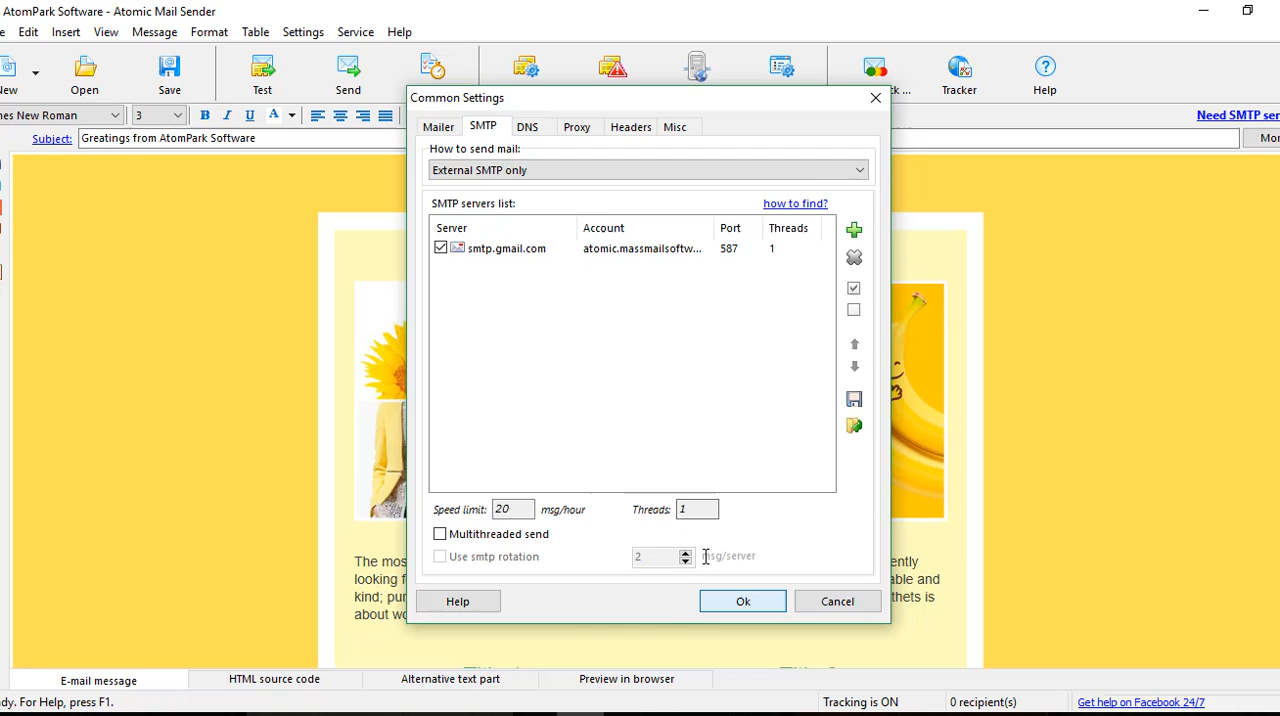 AtomPark Software - Atomic Mail Sender
Edit Insert View Message Format Table Settings Service Help
New Open Save Test Send Tracker Help
New Roman 3 B I U A Need SMTP ser
Subject: Greatings from AtomPark Software Mor
Common Settings
Mailer SMTP DNS Proxy Headers Misc
How to send mail:
External SMTP only
SMTP servers list: how to find?
Server Account Port Threads
smtp.gmail.com atomic.massmailsoftw... 587 1
Speed limit: 20 msg/hour Threads: 1
Multithreaded send
Use smtp rotation 2 msg/server
Help Ok Cancel
The mos ently
looking f able and
kind; pur thets is
about wo
E-mail message HTML source code Alternative text part Preview in browser
dy. For Help, press F1. Tracking is ON 0 recipient(s) Get help on Facebook 24/7